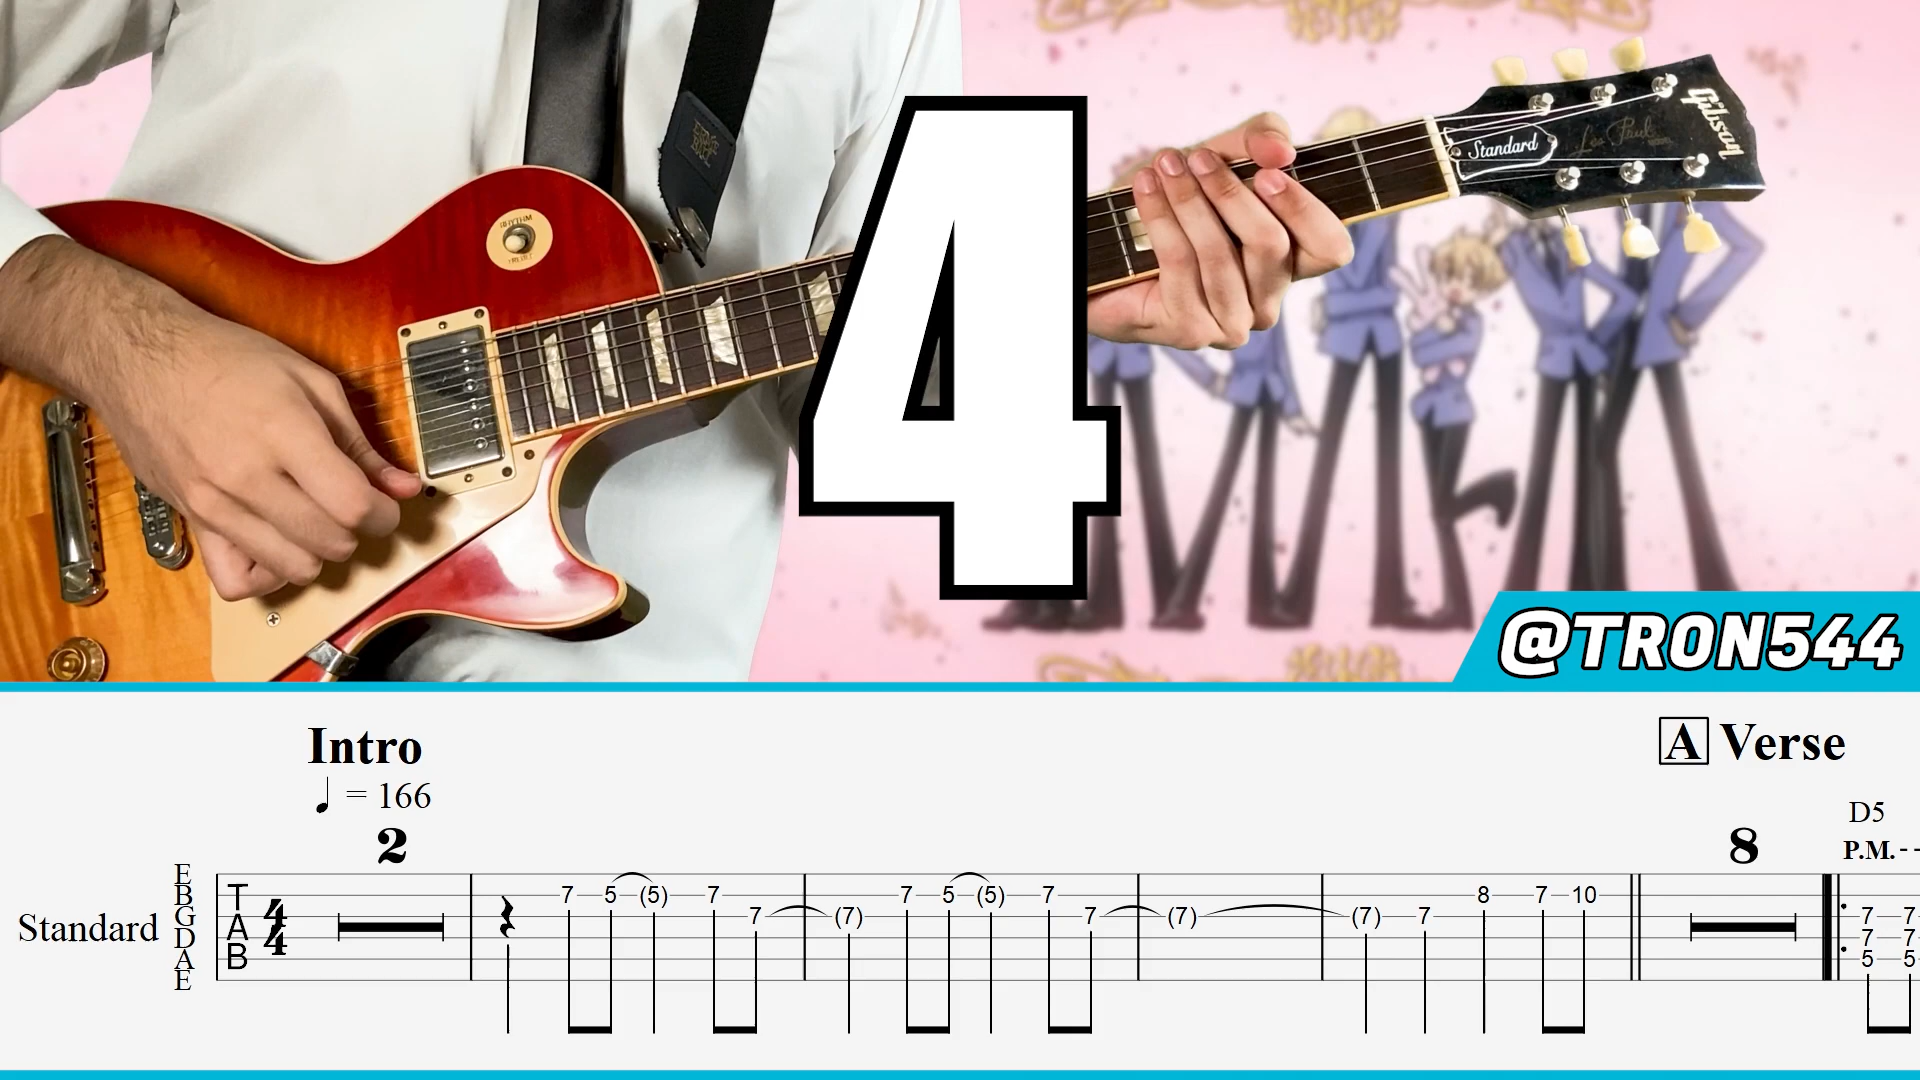 4
RHYTHM
Gibson
Les Paul
Standard
@TRON544
Intro
A Verse
♩ = 166
D5
2
8
P.M. - -
Standard
E
B
G
D
A
E
TAB
4
4
7 5 (5) 7 7 5 (5) 7 8 7 10
7 (7) 7 (7) (7) 7 7 7
7 7
5 5